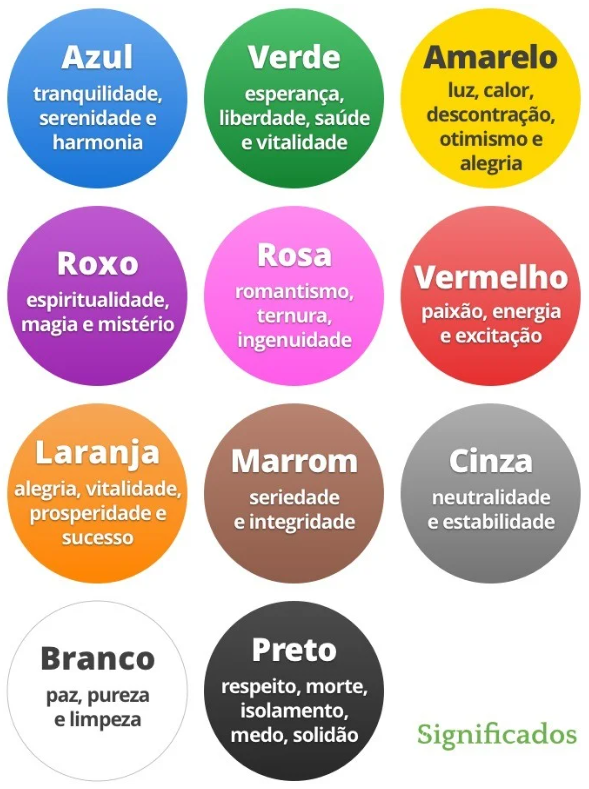 Azul
tranquilidade,
serenidade e
harmonia
Verde
esperança,
liberdade, saúde
e vitalidade
Amarelo
luz, calor,
descontração,
otimismo e
alegria
Roxo
espiritualidade,
magia e mistério
Rosa
romantismo,
ternura,
ingenuidade
Vermelho
paixão, energia
e excitação
Laranja
alegria, vitalidade,
prosperidade e
sucesso
Marrom
seriedade
e integridade
Cinza
neutralidade
e estabilidade
Branco
paz, pureza
e limpeza
Preto
respeito, morte,
isolamento,
medo, solidão
Significados